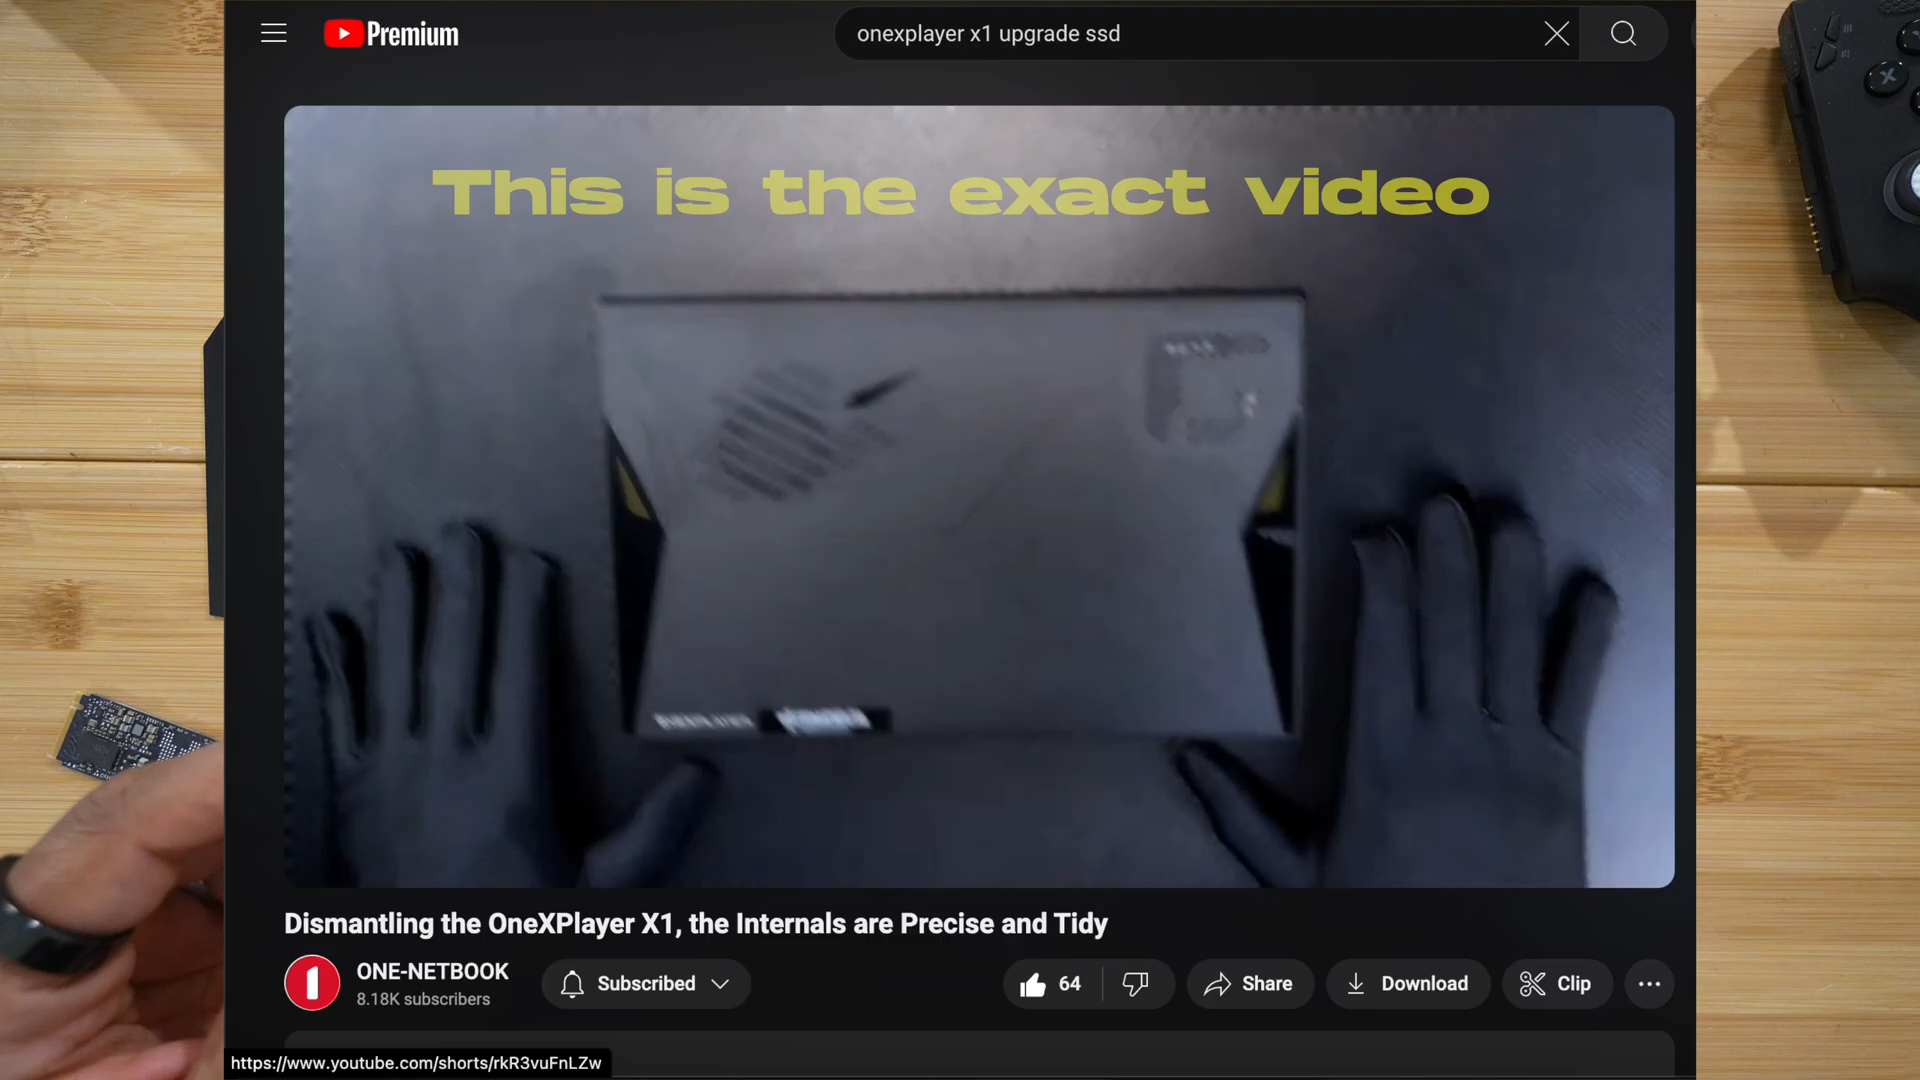 Premium
onexplayer x1 upgrade ssd
This is the exact video
Dismantling the OneXPlayer X1, the Internals are Precise and Tidy
ONE-NETBOOK
8.18K subscribers
Subscribed
64
Share
Download
Clip
https://www.youtube.com/shorts/rkR3vuFnLZw